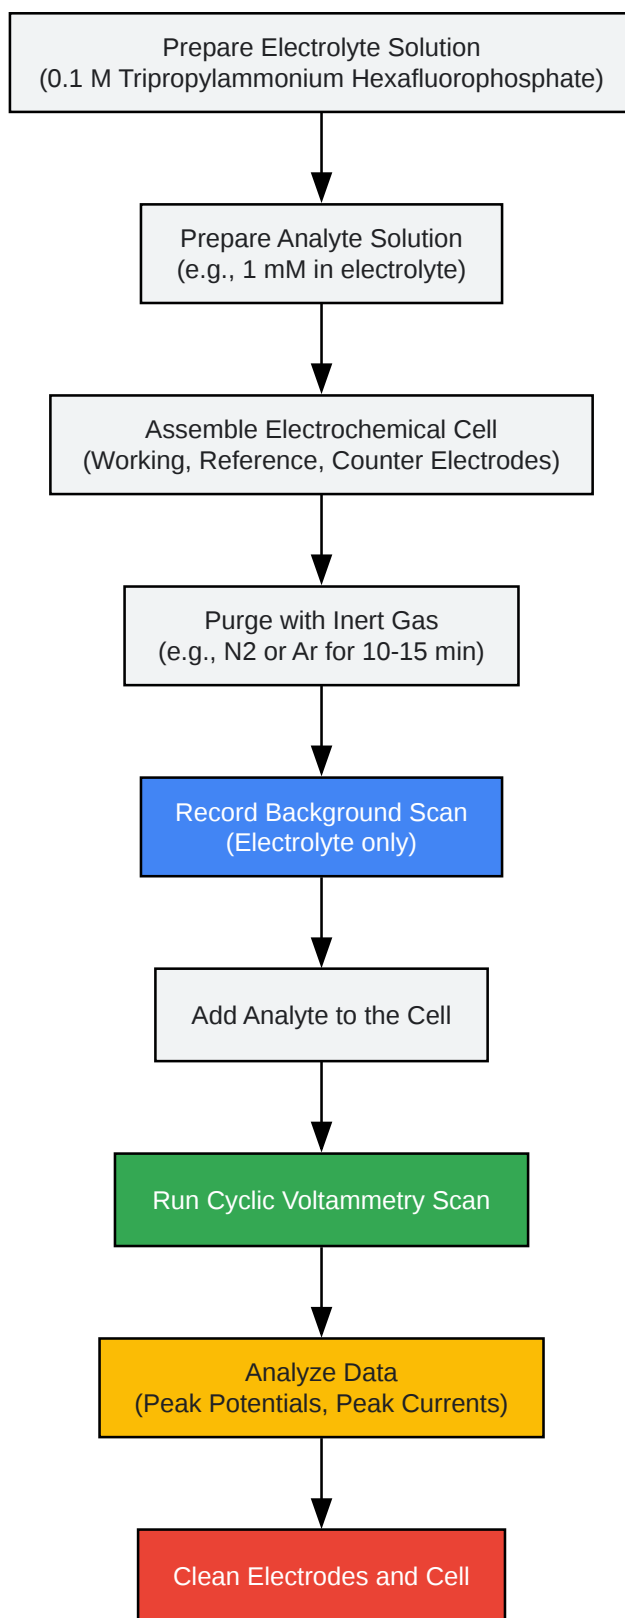 Prepare Electrolyte Solution
(0.1 M Tripropylammonium Hexafluorophosphate)
Prepare Analyte Solution
(e.g., 1 mM in electrolyte)
Assemble Electrochemical Cell
(Working, Reference, Counter Electrodes)
Purge with Inert Gas
(e.g., N2 or Ar for 10-15 min)
Record Background Scan
(Electrolyte only)
Add Analyte to the Cell
Run Cyclic Voltammetry Scan
Analyze Data
(Peak Potentials, Peak Currents)
Clean Electrodes and Cell